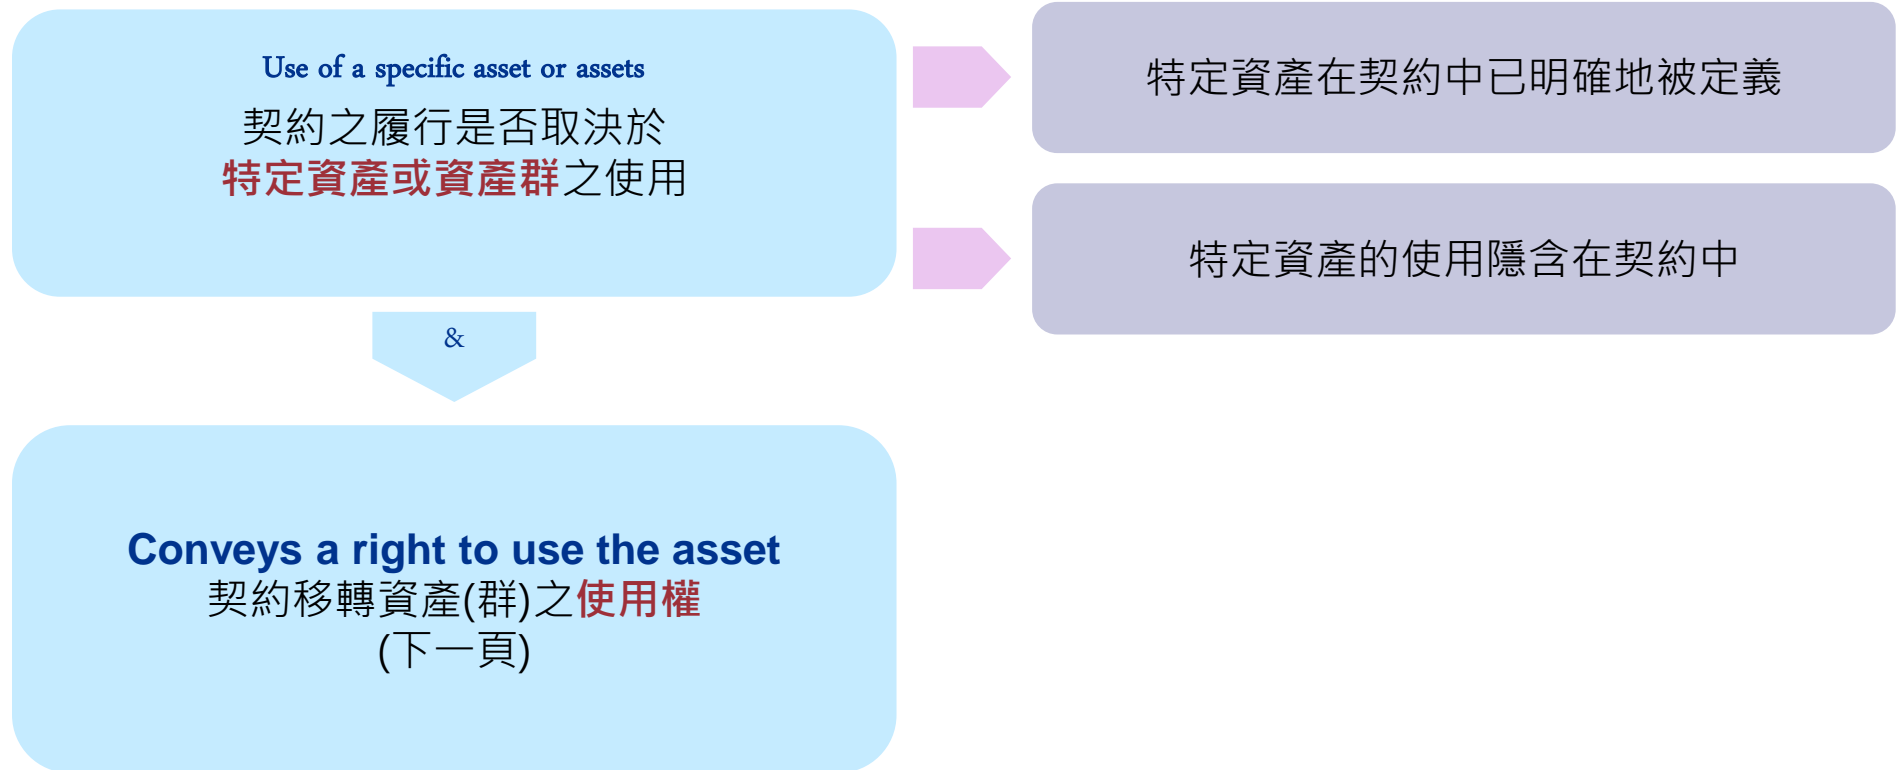 Use of a specific asset or assets
契約之履行是否取決於
特定資產或資產群之使用
特定資產在契約中已明確地被定義
特定資產的使用隱含在契約中
&
Conveys a right to use the asset
契約移轉資產(群)之使用權
(下一頁)